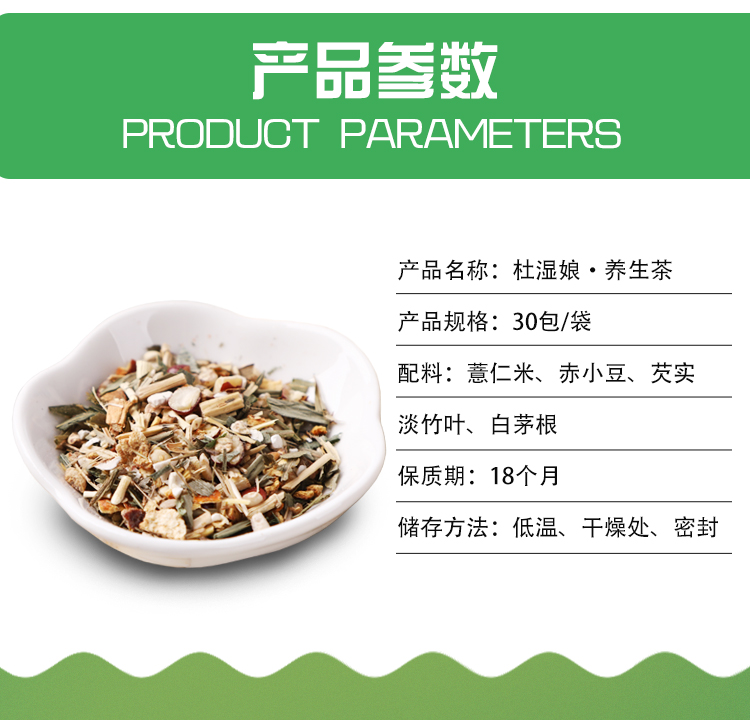 产品参数
PRODUCT PARAMETERS
产品名称：杜湿娘·养生茶
产品规格：30包/袋
配料：薏仁米、赤小豆、芡实
淡竹叶、白茅根
保质期：18个月
储存方法：低温、干燥处、密封